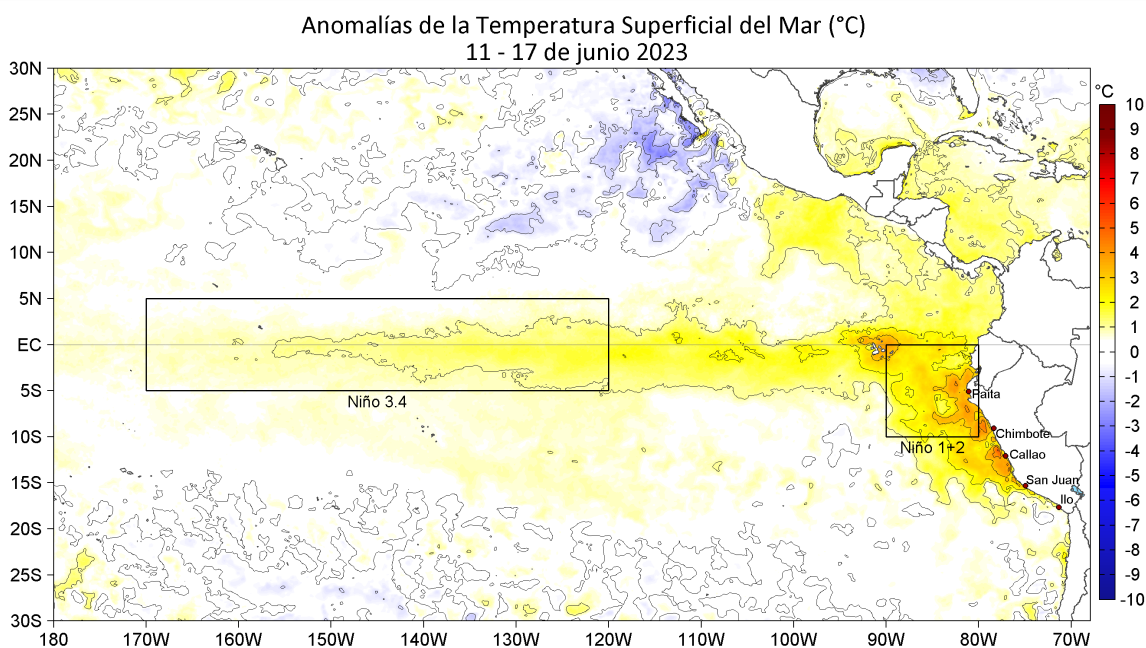 Anomalías de la Temperatura Superficial del Mar (°C)
11 - 17 de junio 2023
30N
25N
20N
15N
10N
5N
EC
5S
10S
15S
20S
25S
30S
180
170W
160W
150W
140W
130W
120W
110W
100W
90W
80W
70W
Niño 3.4
Niño 1+2
Paita
Chimbote
Callao
San Juan
Ilo
°C
10
9
8
7
6
5
4
3
2
1
0
-1
-2
-3
-4
-5
-6
-7
-8
-9
-10